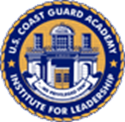 U.S. COAST GUARD ACADEMY
INSTITUTE FOR LEADERSHIP